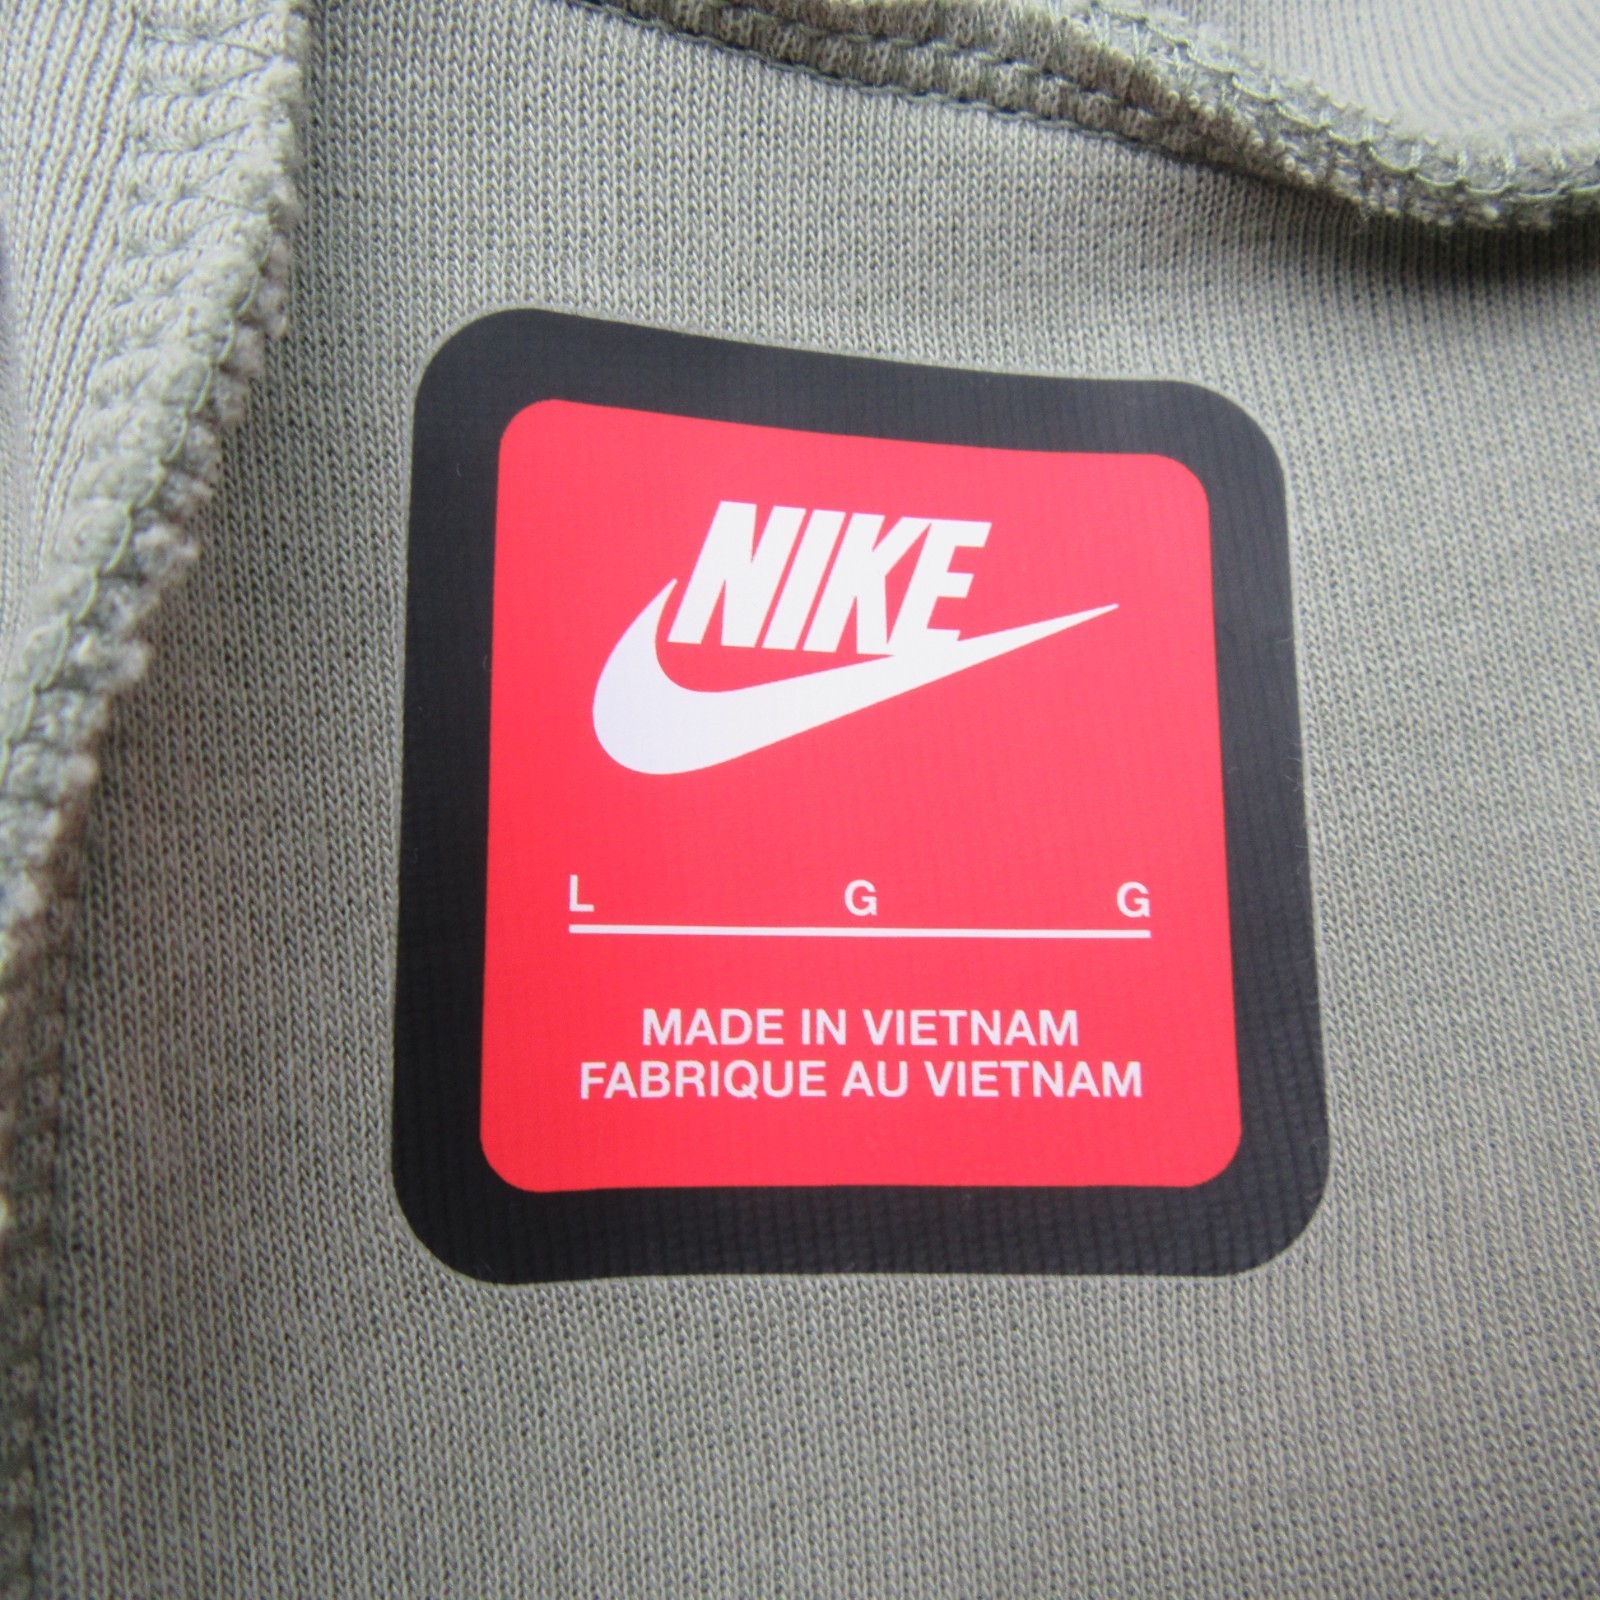 NIKE
L G G
MADE IN VIETNAM
FABRIQUE AU VIETNAM